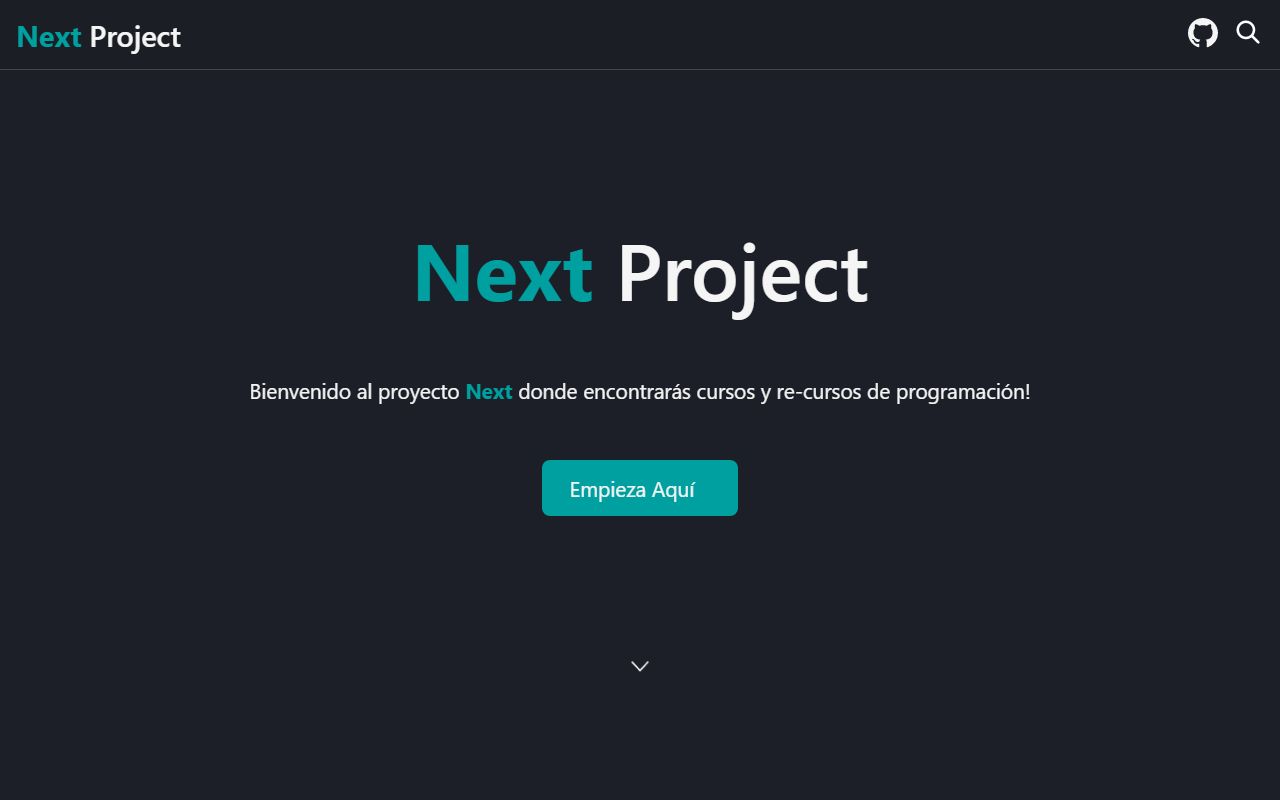 Next Project
Next Project
Bienvenido al proyecto Next donde encontrarás cursos y re-cursos de programación!
Empieza Aquí